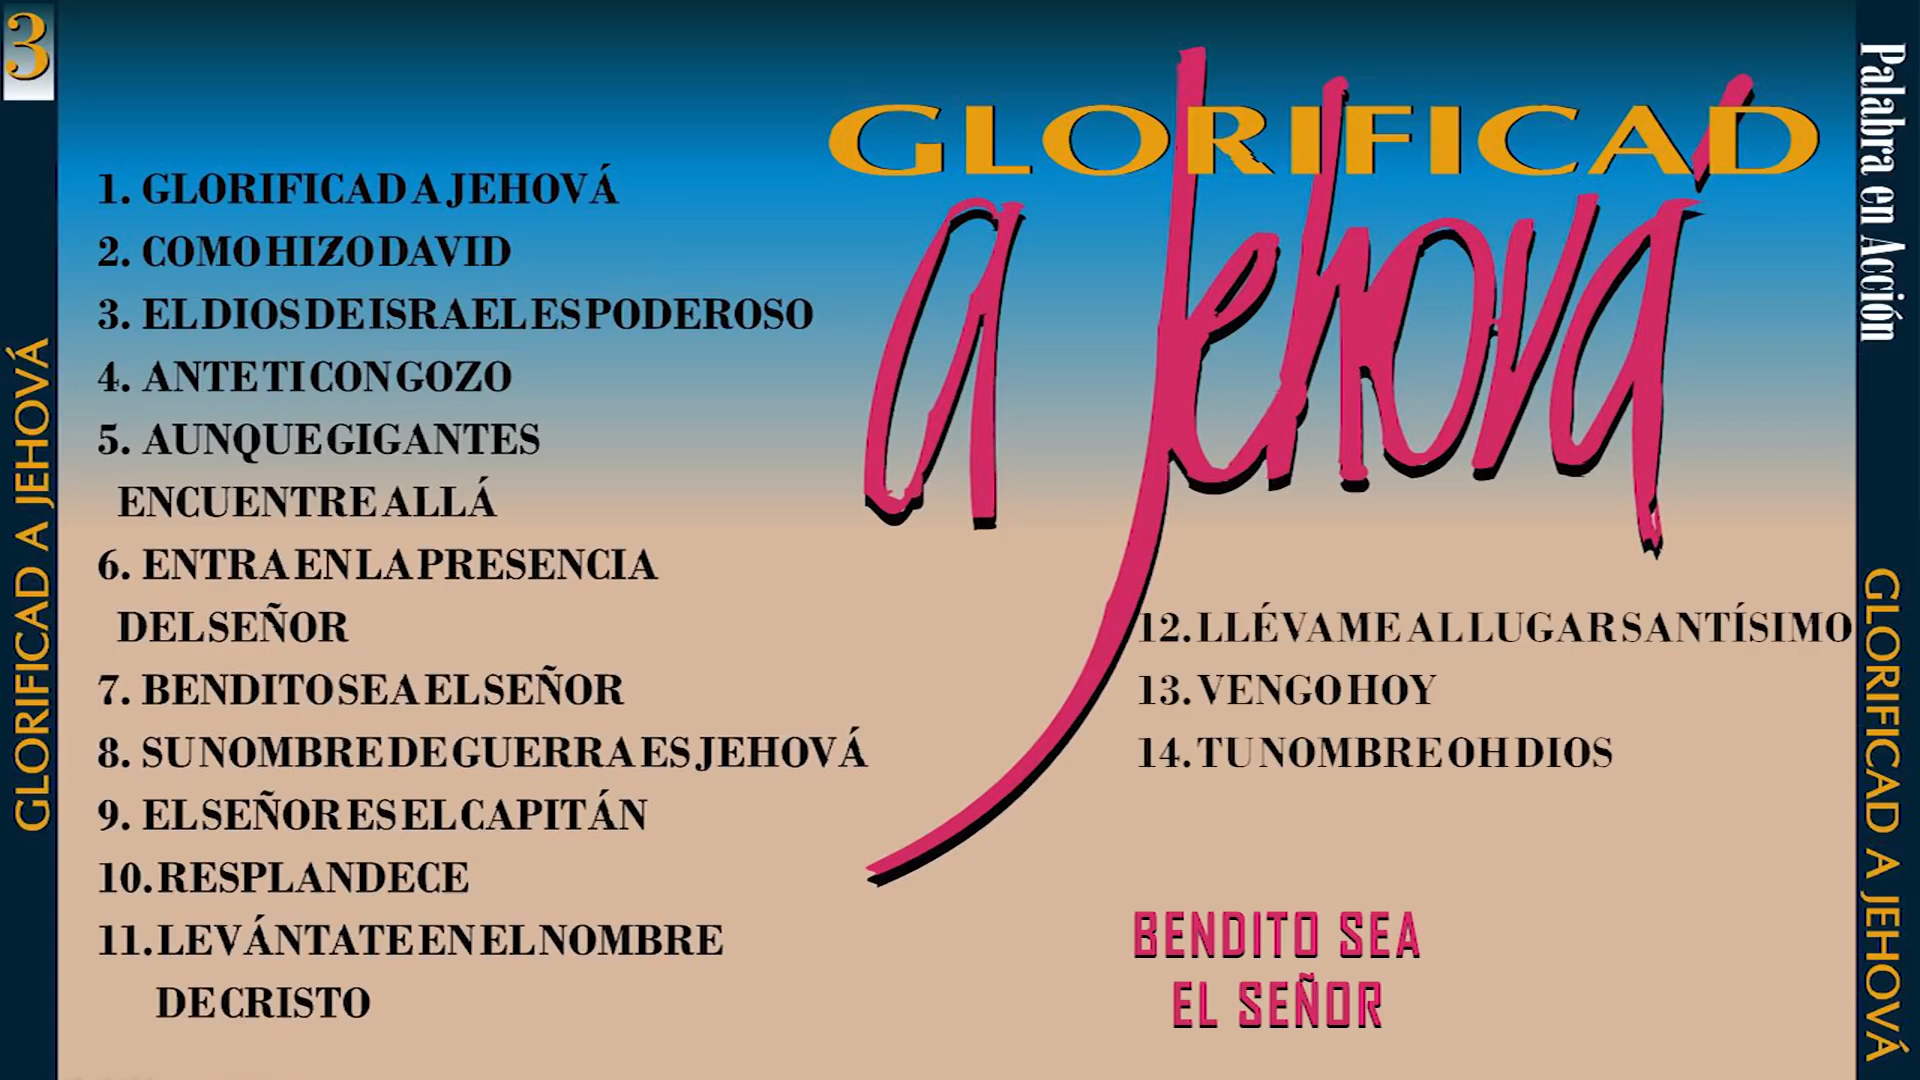 3
GLORIFICAD A JEHOVÁ
1. GLORIFICAD A JEHOVÁ
2. COMO HIZO DAVID
3. EL DIOS DE ISRAEL ES PODEROSO
4. ANTE TI CON GOZO
5. AUNQUE GIGANTES
ENCUENTRE ALLÁ
6. ENTRA EN LA PRESENCIA
DEL SEÑOR
7. BENDITO SEA EL SEÑOR
8. SU NOMBRE DE GUERRA ES JEHOVÁ
9. EL SEÑOR ES EL CAPITÁN
10. RESPLANDECE
11. LEVÁNTATE EN EL NOMBRE
DE CRISTO
GLORIFICAD
a Jehová
12. LLÉVAME AL LUGAR SANTÍSIMO
13. VENGO HOY
14. TU NOMBRE OH DIOS
BENDITO SEA
EL SEÑOR
Palabra en Acción
GLORIFICAD A JEHOVÁ